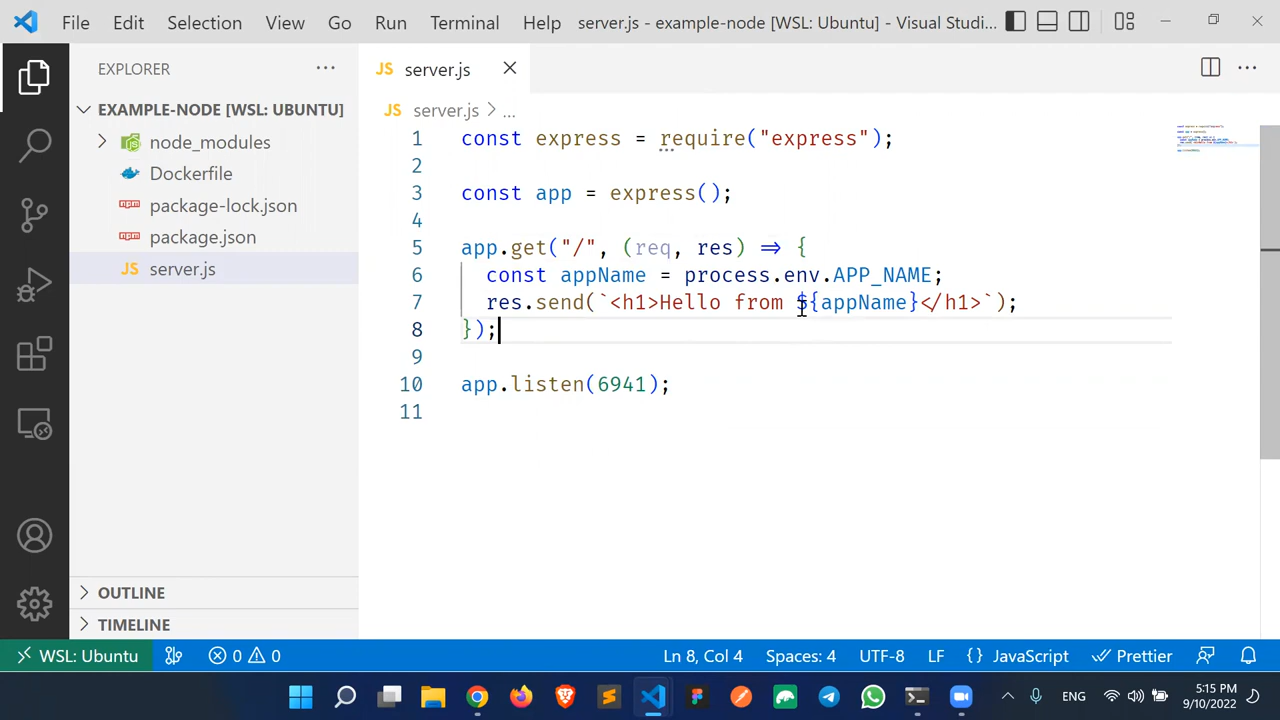 File Edit Selection View Go Run Terminal Help server.js - example-node [WSL: Ubuntu] - Visual Studi...
EXPLORER
EXAMPLE-NODE [WSL: UBUNTU]
node_modules
Dockerfile
package-lock.json
package.json
JS server.js
OUTLINE
TIMELINE
JS server.js
JS server.js > ...
1 const express = require("express");
2
3 const app = express();
4
5 app.get("/", (req, res) => {
6 const appName = process.env.APP_NAME;
7 res.send(`<h1>Hello from ${appName}</h1>`);
8 });
9
10 app.listen(6941);
11
WSL: Ubuntu 0 0 Ln 8, Col 4 Spaces: 4 UTF-8 LF {} JavaScript Prettier
ENG 5:15 PM
9/10/2022